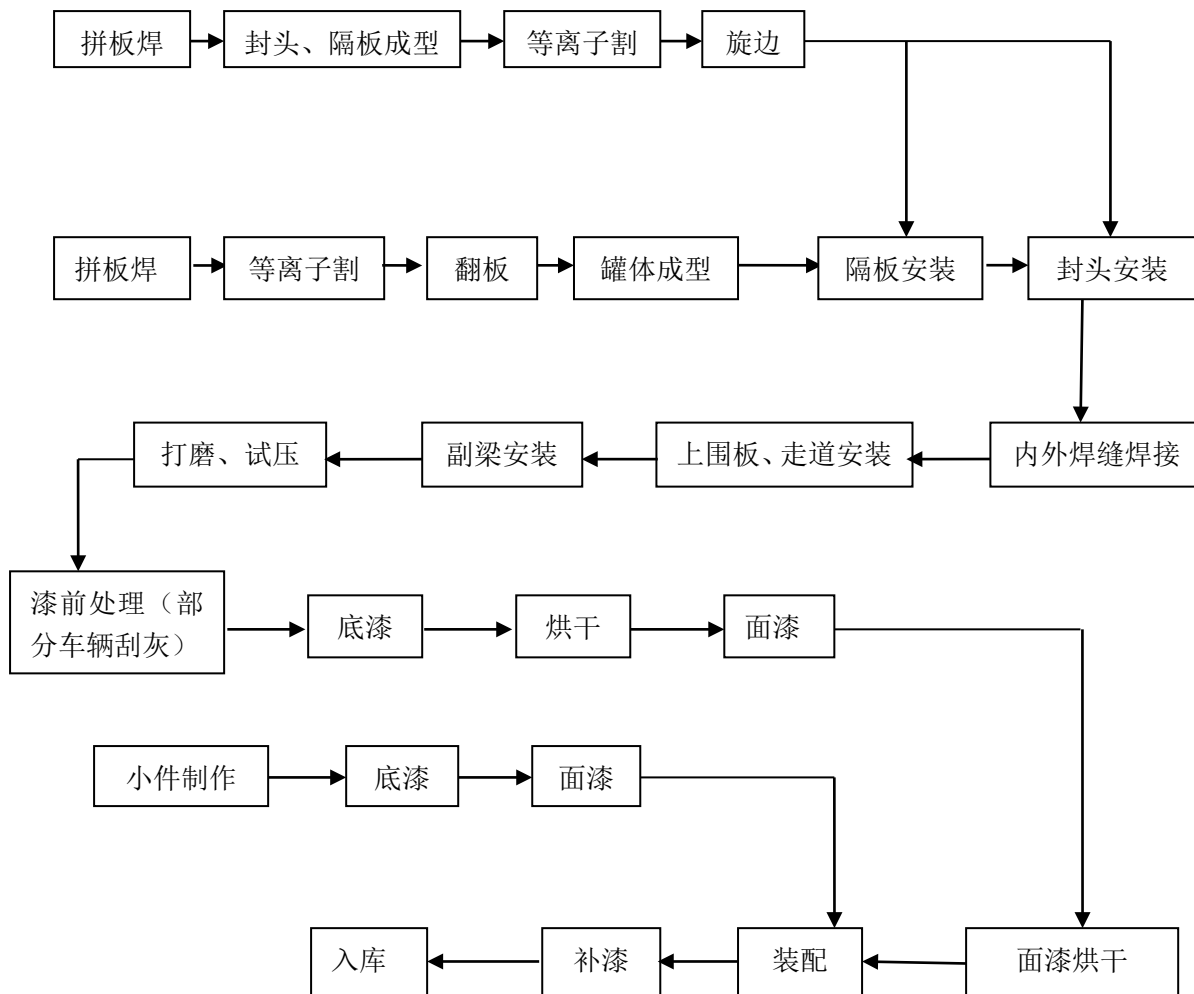 拼板焊
封头、隔板成型
等离子割
旋边
拼板焊
等离子割
翻板
罐体成型
隔板安装
封头安装
打磨、试压
副梁安装
上围板、走道安装
内外焊缝焊接
漆前处理（部
分车辆刮灰）
底漆
烘干
面漆
小件制作
底漆
面漆
入库
补漆
装配
面漆烘干